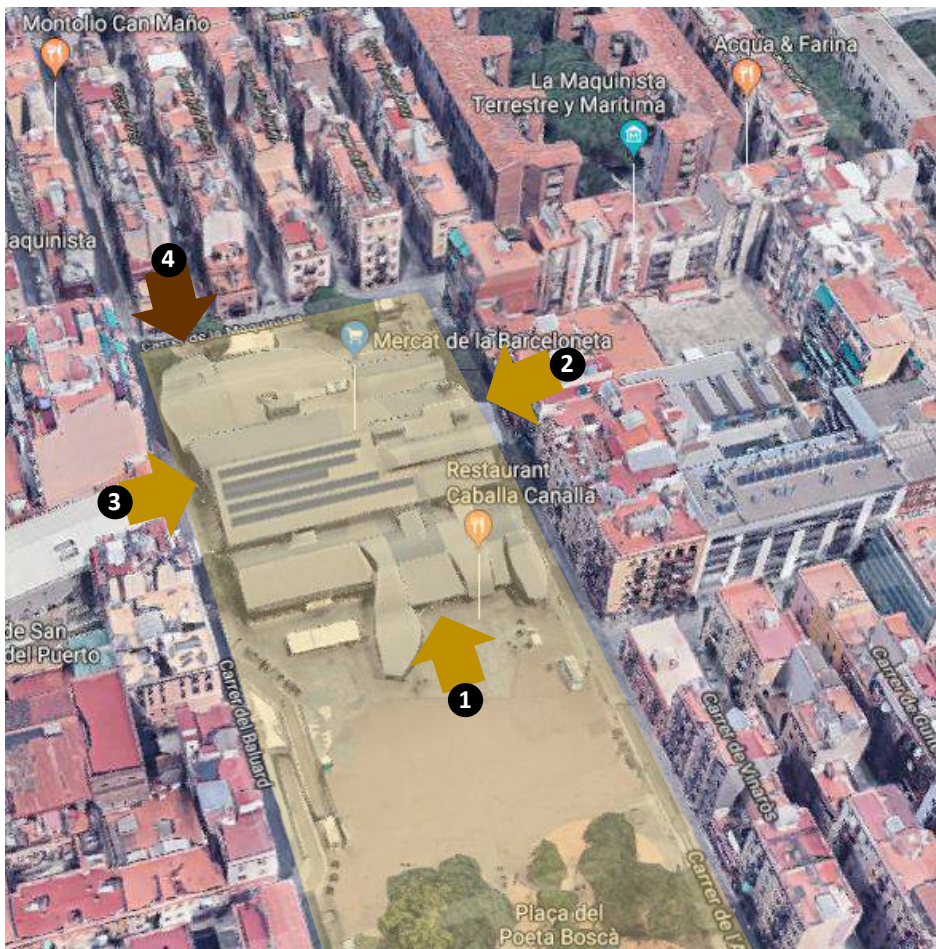 Montollo Can Maño
Acqua & Farina
La Maquinista
Terrestre y Marítima
aquinista
4
Mercat de la Barceloneta
2
Restaurant
Caballa Canalla
3
de San
del Puerto
1
Carrer del Baluard
Carrer de Vinaròs
Plaça del
Poeta Boscà